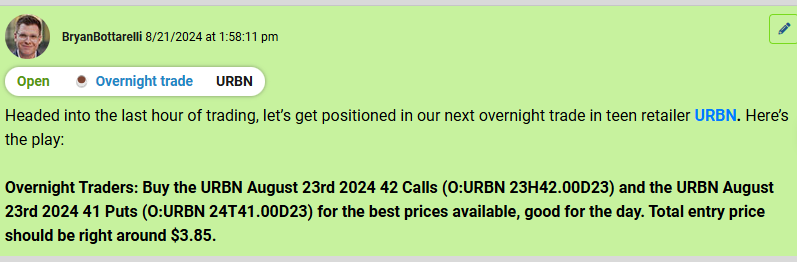 BryanBottarelli 8/21/2024 at 1:58:11 pm
Open Overnight trade URBN
Headed into the last hour of trading, let's get positioned in our next overnight trade in teen retailer URBN. Here's
the play:
Overnight Traders: Buy the URBN August 23rd 2024 42 Calls (O:URBN 23H42.00D23) and the URBN August
23rd 2024 41 Puts (O:URBN 24T41.00D23) for the best prices available, good for the day. Total entry price
should be right around $3.85.